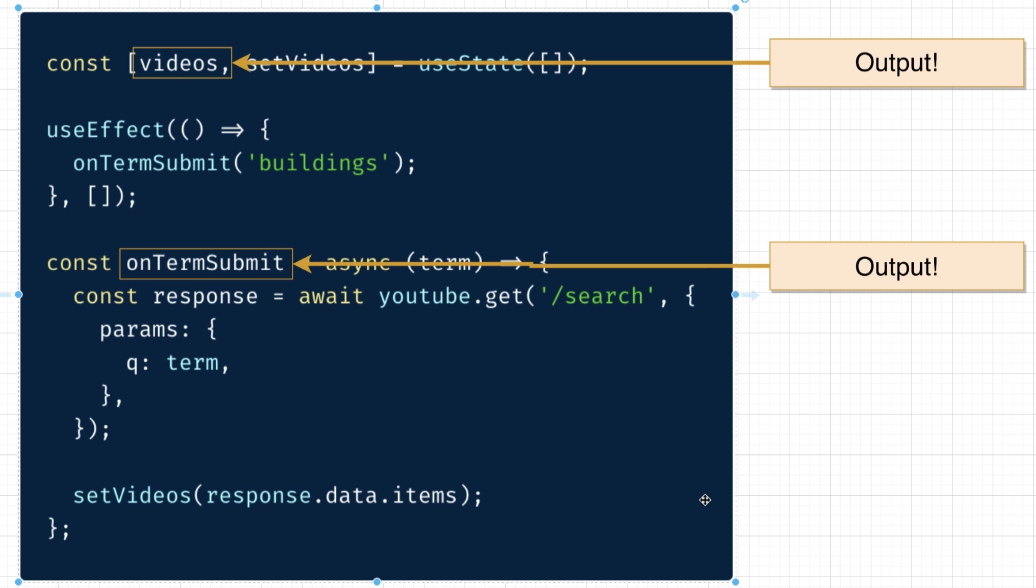 const [videos, setVideos] = useState([]);
Output!
useEffect(() => {
onTermSubmit('buildings');
}, []);
const onTermSubmit = async (term) => {
Output!
const response = await youtube.get('/search', {
params: {
q: term,
},
});
setVideos(response.data.items);
};